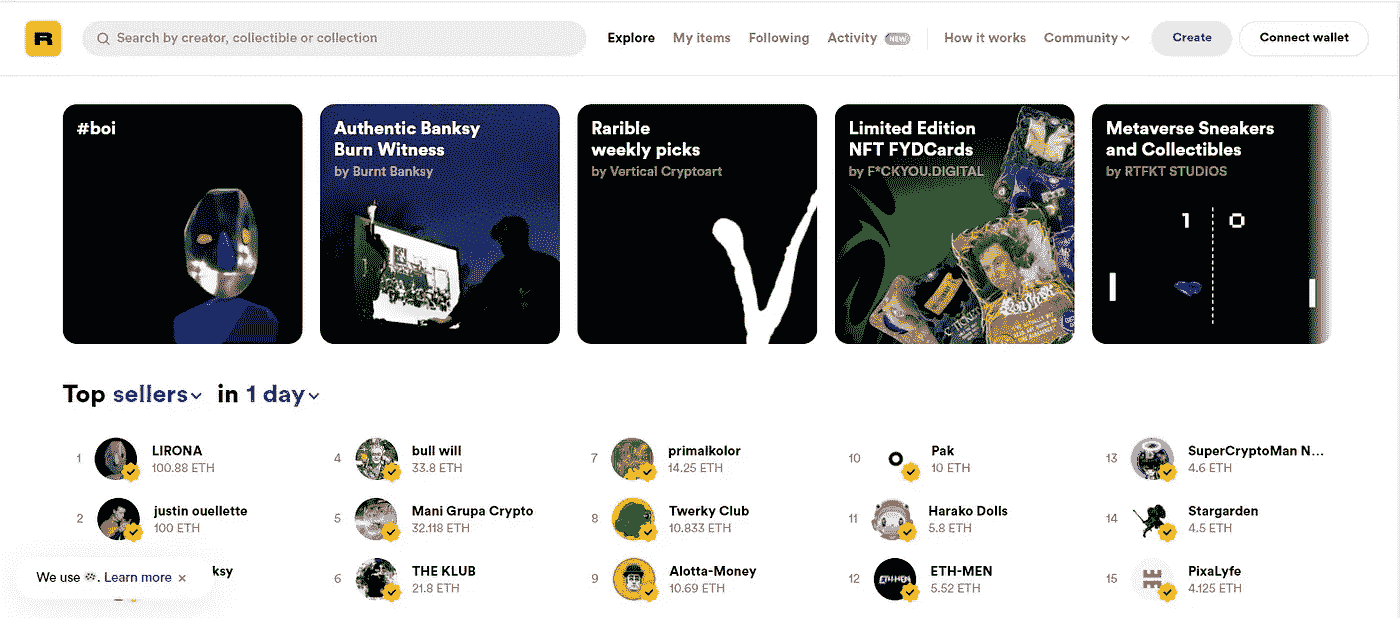 R
Search by creator, collectible or collection
Explore
My items
Following
Activity NEW
How it works
Community
Create
Connect wallet
#boi
Authentic Banksy
Burn Witness
by Burnt Banksy
Rarible
weekly picks
by Vertical Cryptoart
Limited Edition
NFT FYDCards
by F*CKYOU.DIGITAL
Metaverse Sneakers
and Collectibles
by RTFKT STUDIOS
1 0
Top sellers in 1 day
1
LIRONA
100.88 ETH
2
justin ouellette
100 ETH
ksy
4
bull will
33.8 ETH
5
Mani Grupa Crypto
32.118 ETH
6
THE KLUB
21.8 ETH
7
primalkolor
14.25 ETH
8
Twerky Club
10.833 ETH
9
Alotta-Money
10.69 ETH
10
Pak
10 ETH
11
Harako Dolls
5.8 ETH
12
ETH-MEN
ETH-MEN
5.52 ETH
13
SuperCryptoMan N...
4.6 ETH
14
Stargarden
4.5 ETH
15
PixaLyfe
4.125 ETH
We use 🍪. Learn more ×